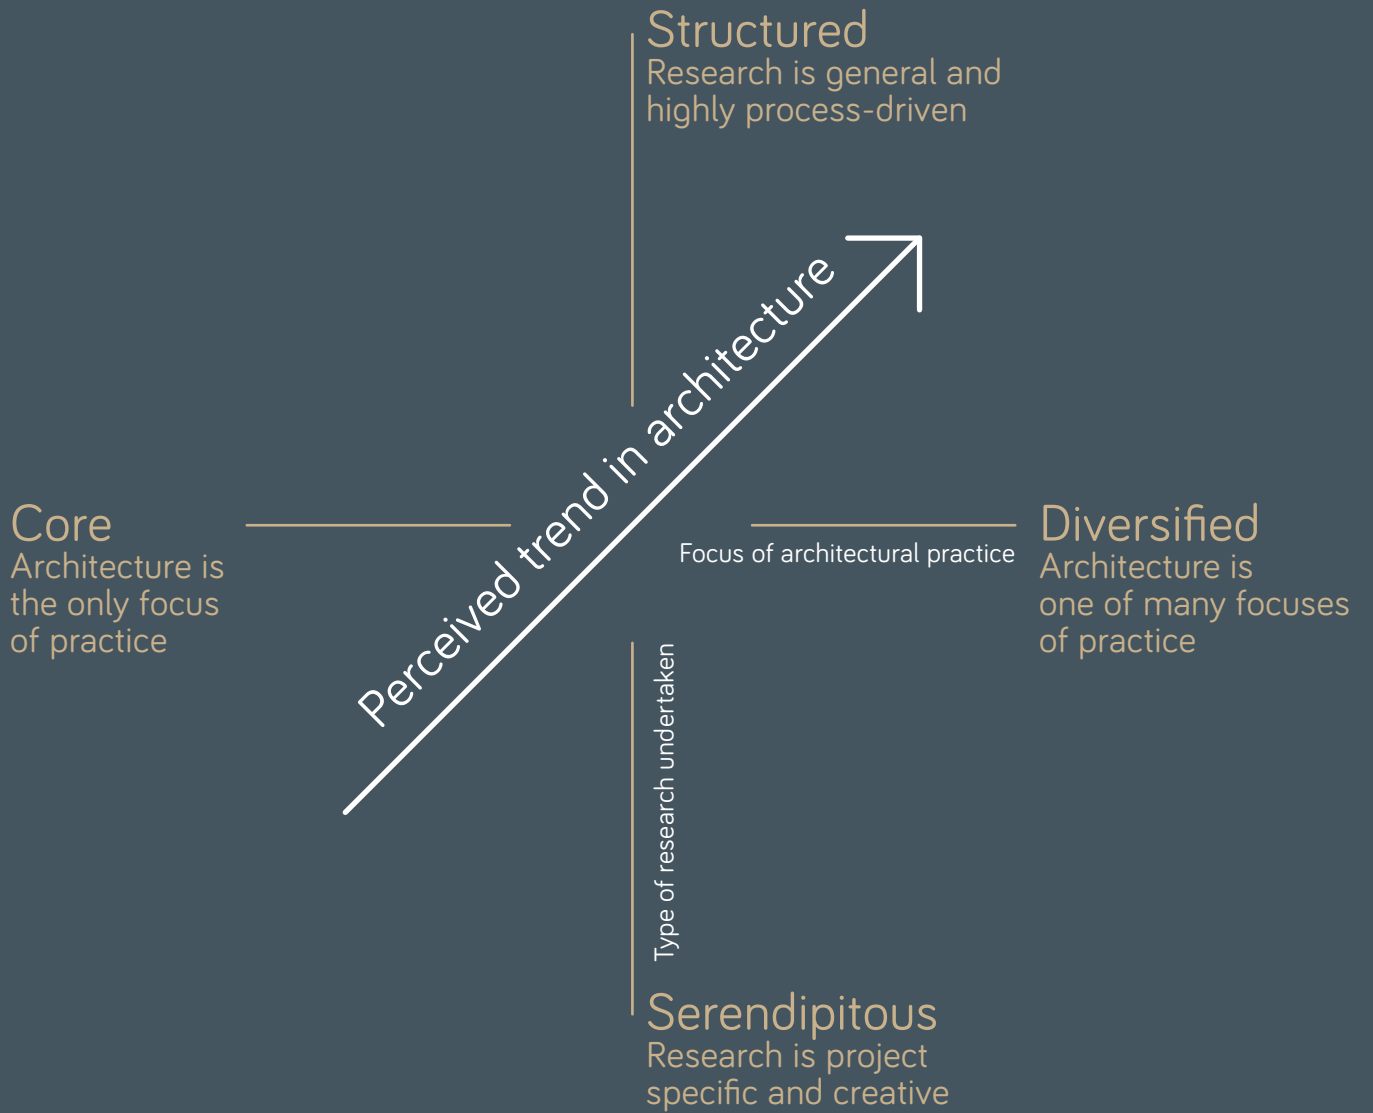 Structured
Research is general and
highly process-driven
Perceived trend in architecture
Core
Architecture is
the only focus
of practice
Focus of architectural practice
Diversified
Architecture is
one of many focuses
of practice
Type of research undertaken
Serendipitous
Research is project
specific and creative